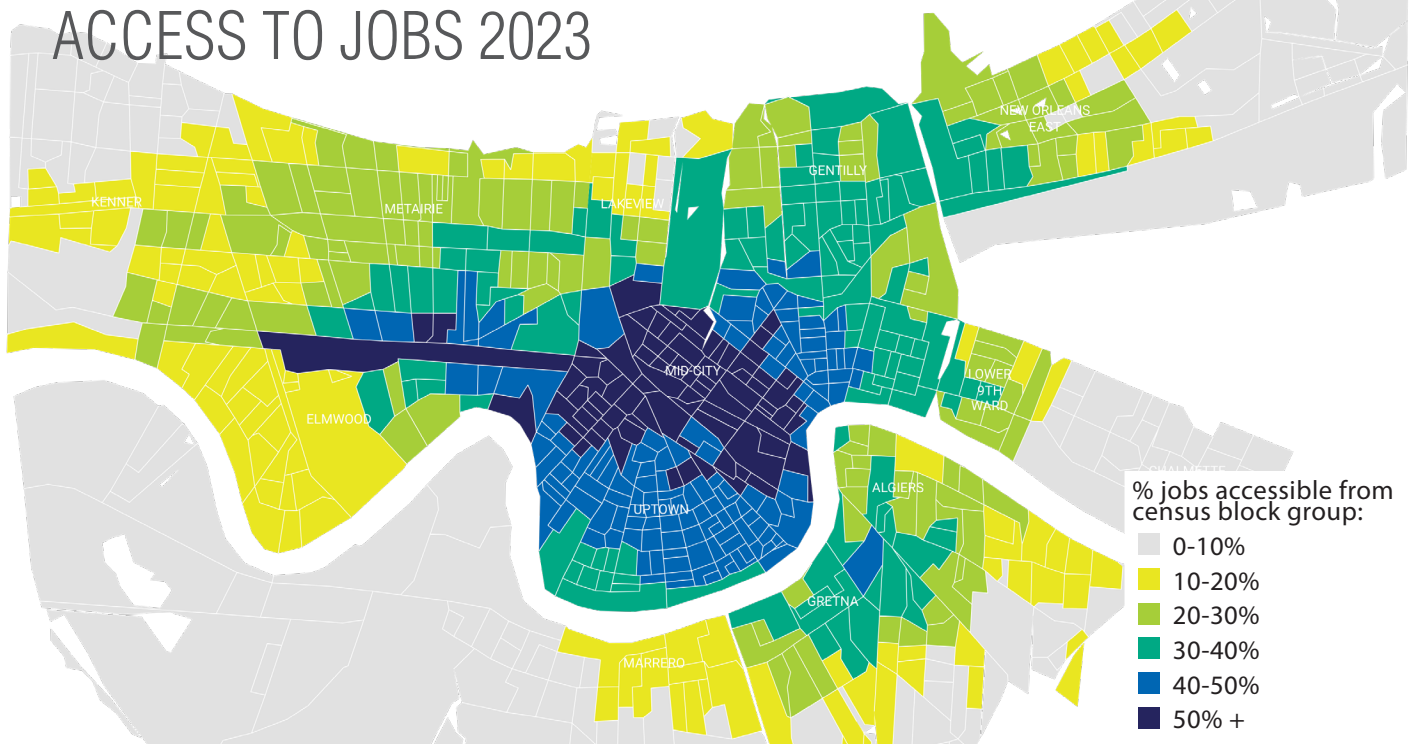 ACCESS TO JOBS 2023
NEW ORLEANS
EAST
GENTILLY
KENNER
METAIRIE
LAKEVIEW
MID-CITY
LOWER
9TH
WARD
ELMWOOD
CHALMETTE
ALGIERS
UPTOWN
GRETNA
MARRERO
% jobs accessible from
census block group:
0-10%
10-20%
20-30%
30-40%
40-50%
50% +